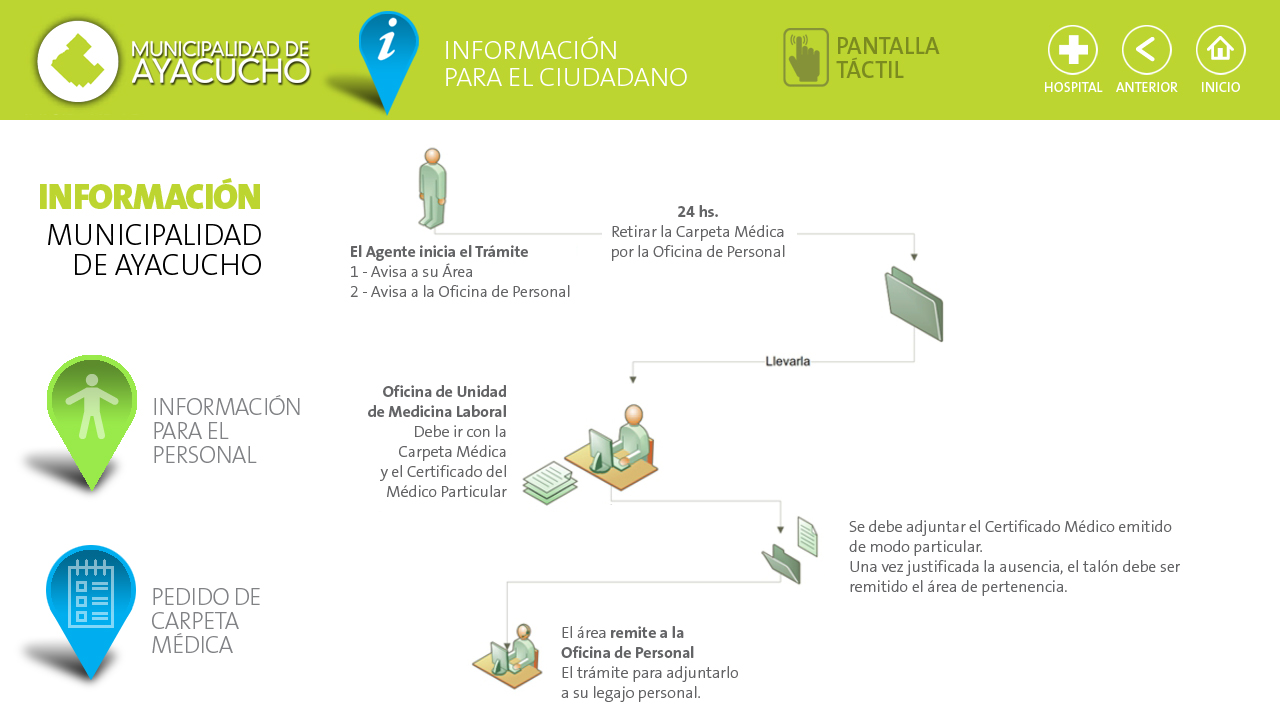 MUNICIPALIDAD DE
AYACUCHO
i
INFORMACIÓN
PARA EL CIUDADANO
PANTALLA
TÁCTIL
HOSPITAL
ANTERIOR
INICIO
INFORMACIÓN
MUNICIPALIDAD
DE AYACUCHO
El Agente inicia el Trámite
1 - Avisa a su Área
2 - Avisa a la Oficina de Personal
24 hs.
Retirar la Carpeta Médica
por la Oficina de Personal
Llevarla
INFORMACIÓN
PARA EL
PERSONAL
Oficina de Unidad
de Medicina Laboral
Debe ir con la
Carpeta Médica
y el Certificado del
Médico Particular
Se debe adjuntar el Certificado Médico emitido
de modo particular.
Una vez justificada la ausencia, el talón debe ser
remitido el área de pertenencia.
PEDIDO DE
CARPETA
MÉDICA
El área remite a la
Oficina de Personal
El trámite para adjuntarlo
a su legajo personal.